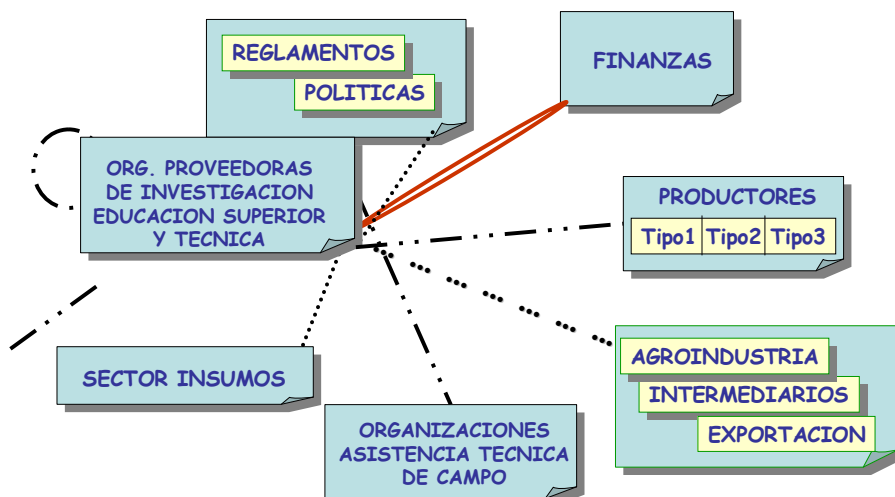 REGLAMENTOS
POLITICAS
FINANZAS
ORG. PROVEEDORAS
DE INVESTIGACION
EDUCACION SUPERIOR
Y TECNICA
PRODUCTORES
Tipo1 Tipo2 Tipo3
SECTOR INSUMOS
AGROINDUSTRIA
INTERMEDIARIOS
EXPORTACION
ORGANIZACIONES
ASISTENCIA TECNICA
DE CAMPO